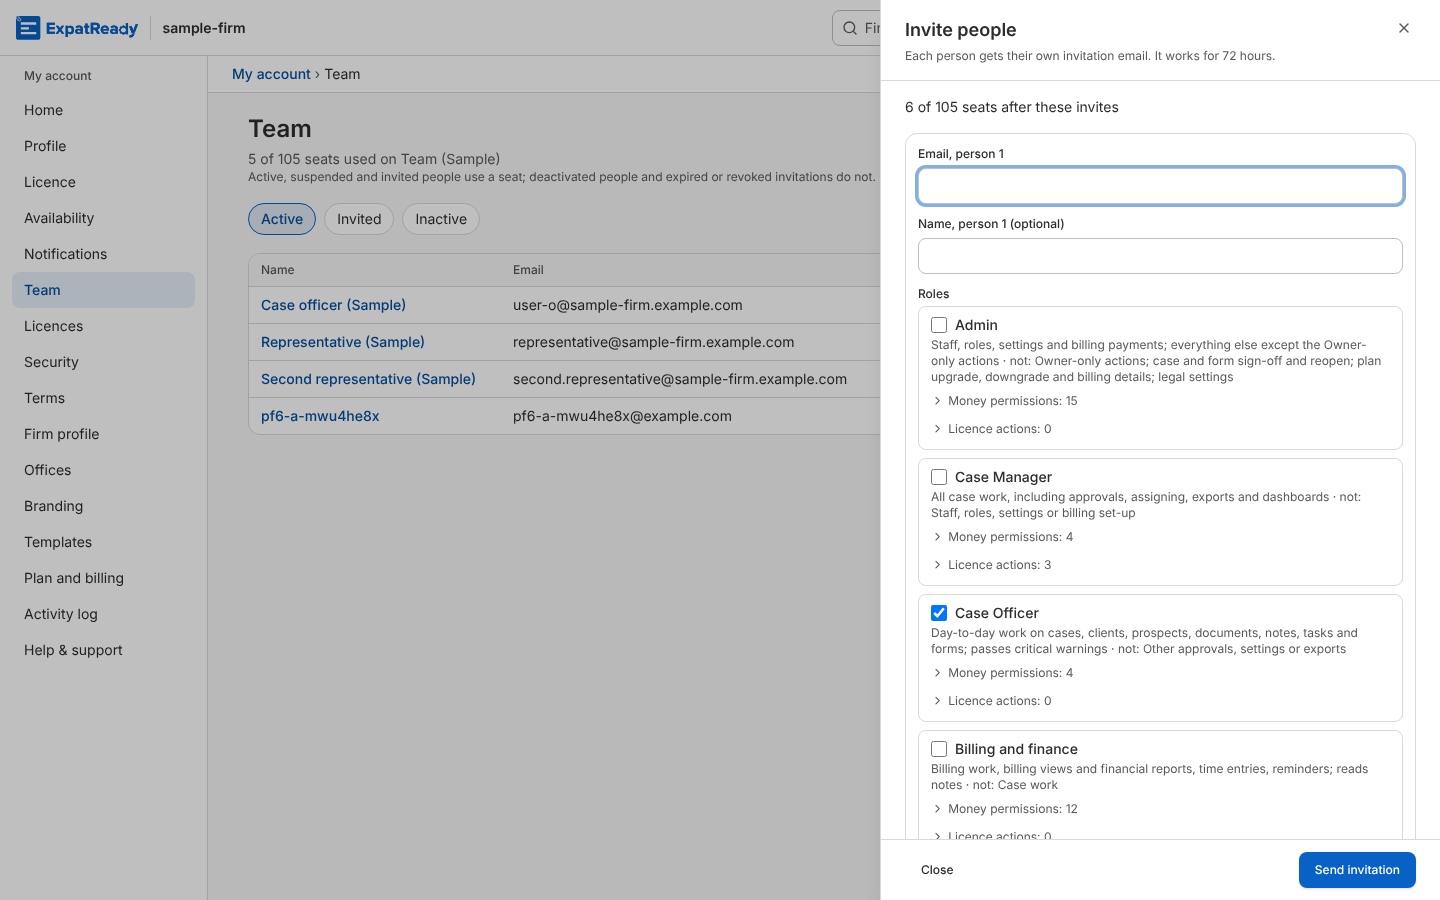 ExpatReady
sample-firm
Fin
My account
Home
Profile
Licence
Availability
Notifications
Team
Licences
Security
Terms
Firm profile
Offices
Branding
Templates
Plan and billing
Activity log
Help & support
My account › Team
Team
5 of 105 seats used on Team (Sample)
Active, suspended and invited people use a seat; deactivated people and expired or revoked invitations do not.
Active
Invited
Inactive
Name Email
Case officer (Sample) user-o@sample-firm.example.com
Representative (Sample) representative@sample-firm.example.com
Second representative (Sample) second.representative@sample-firm.example.com
pf6-a-mwu4he8x pf6-a-mwu4he8x@example.com
Invite people
Each person gets their own invitation email. It works for 72 hours.
6 of 105 seats after these invites
Email, person 1
Name, person 1 (optional)
Roles
Admin
Staff, roles, settings and billing payments; everything else except the Owner-
only actions · not: Owner-only actions; case and form sign-off and reopen; plan
upgrade, downgrade and billing details; legal settings
Money permissions: 15
Licence actions: 0
Case Manager
All case work, including approvals, assigning, exports and dashboards · not:
Staff, roles, settings or billing set-up
Money permissions: 4
Licence actions: 3
Case Officer
Day-to-day work on cases, clients, prospects, documents, notes, tasks and
forms; passes critical warnings · not: Other approvals, settings or exports
Money permissions: 4
Licence actions: 0
Billing and finance
Billing work, billing views and financial reports, time entries, reminders; reads
notes · not: Case work
Money permissions: 12
Licence actions: 0
Close
Send invitation